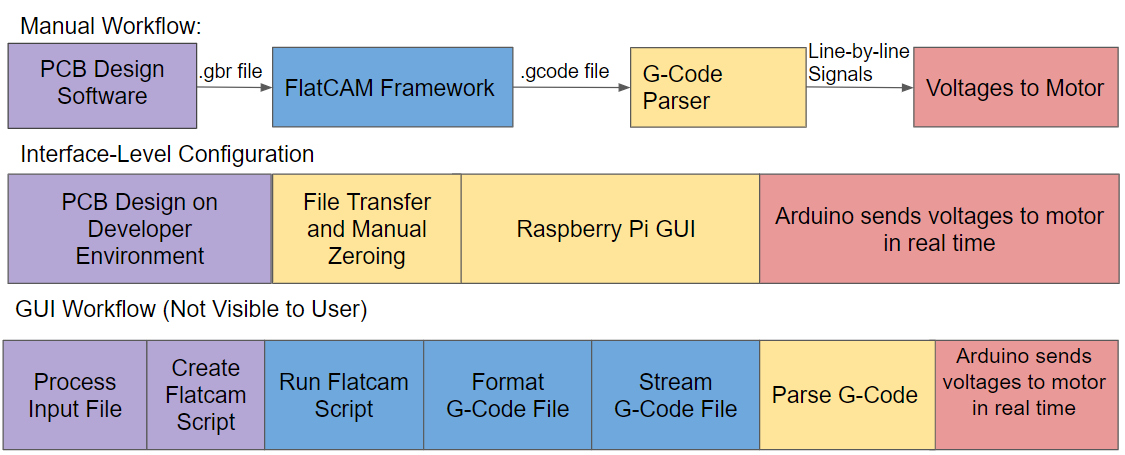 Manual Workflow:
PCB Design
Software
.gbr file
FlatCAM Framework
.gcode file
G-Code
Parser
Line-by-line
Signals
Voltages to Motor
Interface-Level Configuration
PCB Design on
Developer
Environment
File Transfer
and Manual
Zeroing
Raspberry Pi GUI
Arduino sends voltages to motor
in real time
GUI Workflow (Not Visible to User)
Process
Input File
Create
Flatcam
Script
Run Flatcam
Script
Format
G-Code File
Stream
G-Code File
Parse G-Code
Arduino sends
voltages to motor
in real time